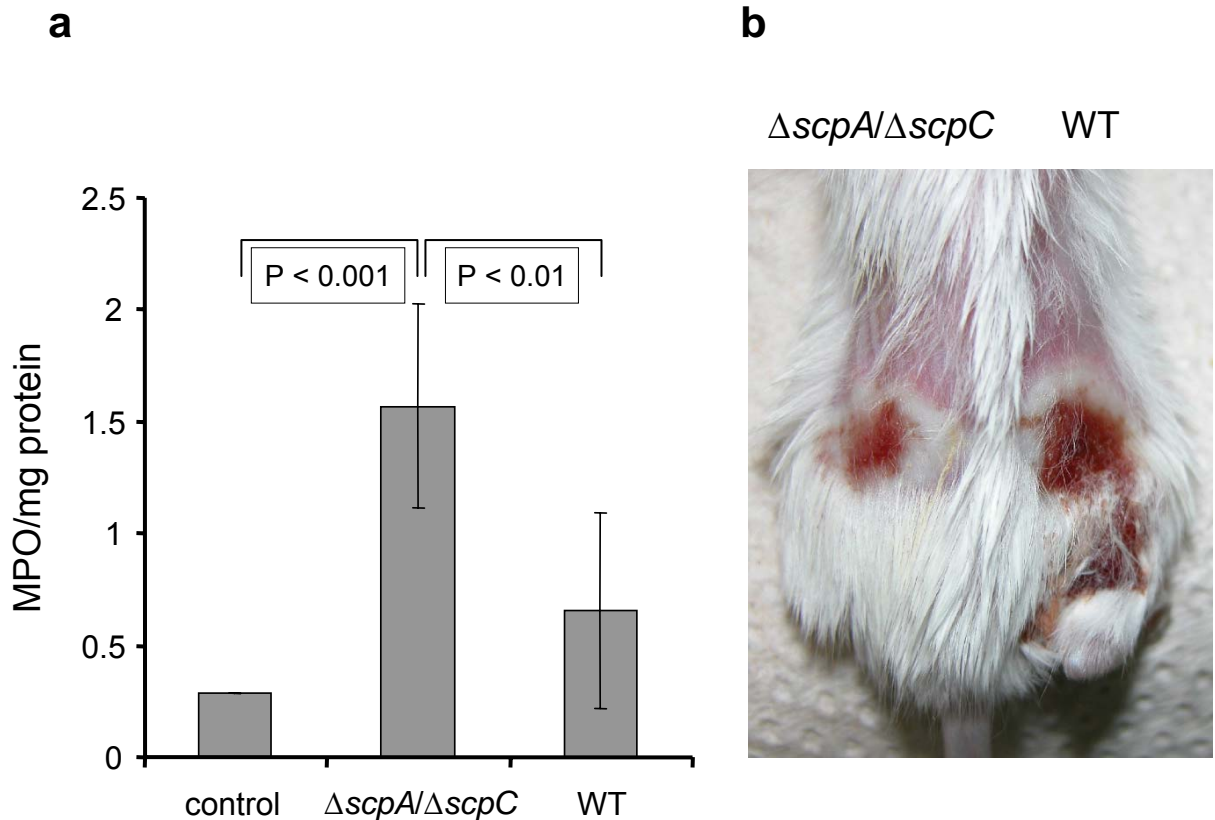 a
b
ΔscpA/ΔscpC WT
2.5
2
1.5
1
0.5
0
MPO/mg protein
P < 0.001
P < 0.01
control ΔscpA/ΔscpC WT